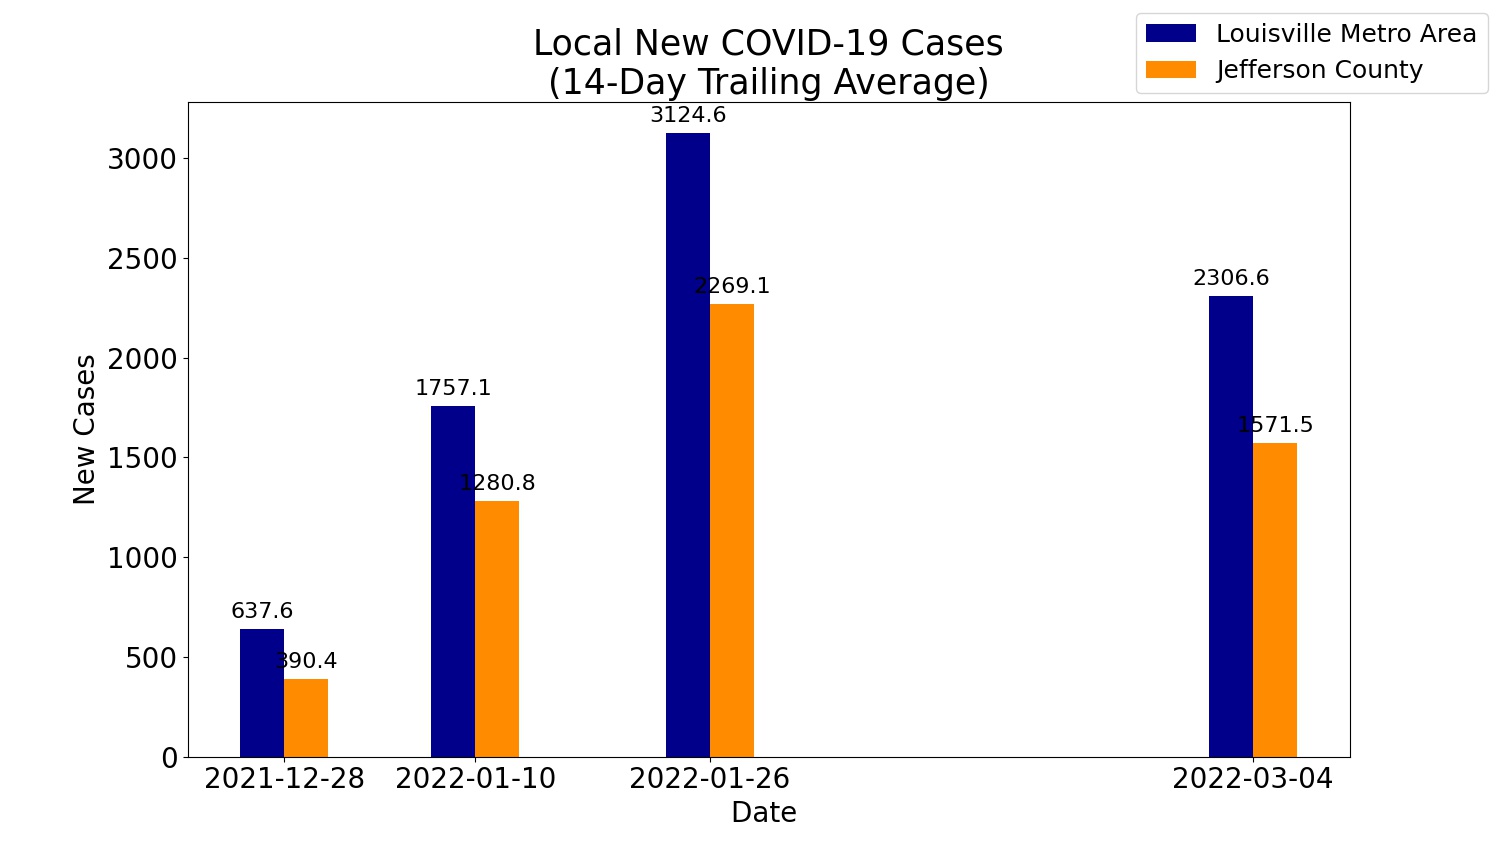 Local New COVID-19 Cases
(14-Day Trailing Average)
Louisville Metro Area
Jefferson County
3124.6
3000
2500
2269.1
2306.6
2000
1757.1
1571.5
1500
1280.8
1000
637.6
500
390.4
0
New Cases
2021-12-28 2022-01-10 2022-01-26 2022-03-04
Date